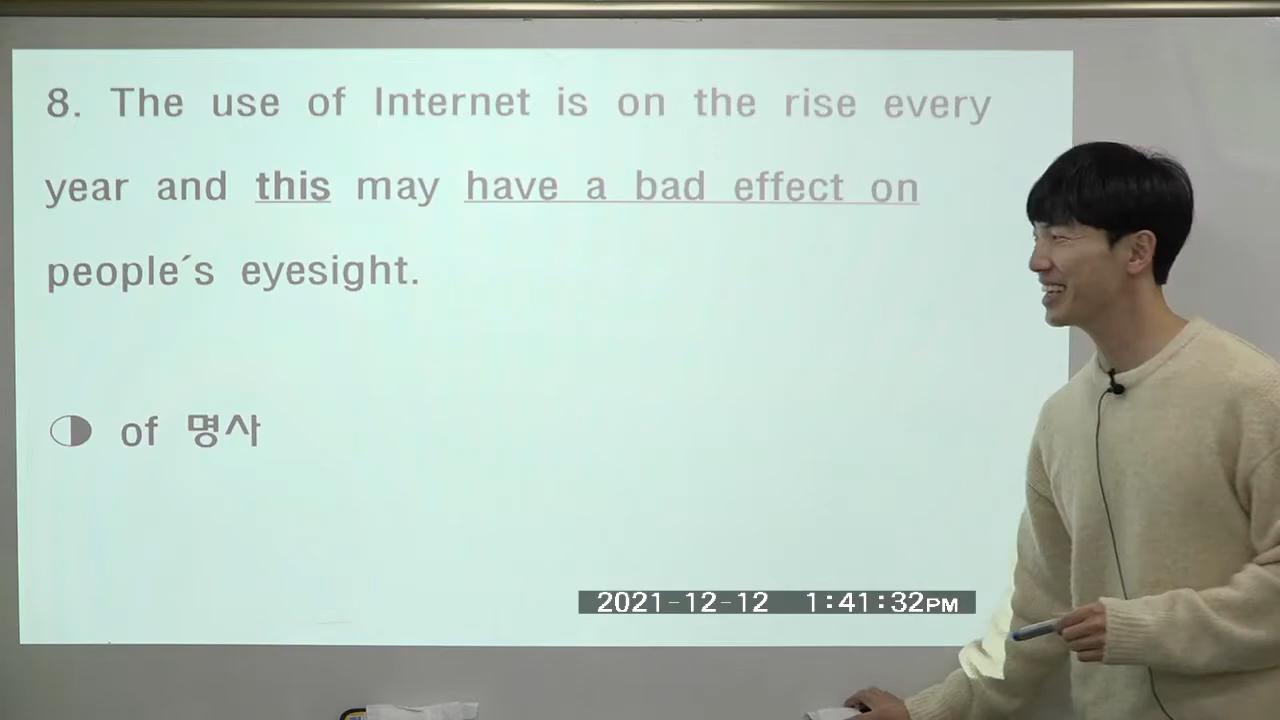 8. The use of Internet is on the rise every
year and this may have a bad effect on
people´s eyesight.
◑ of 명사
2021-12-12 1:41:32PM